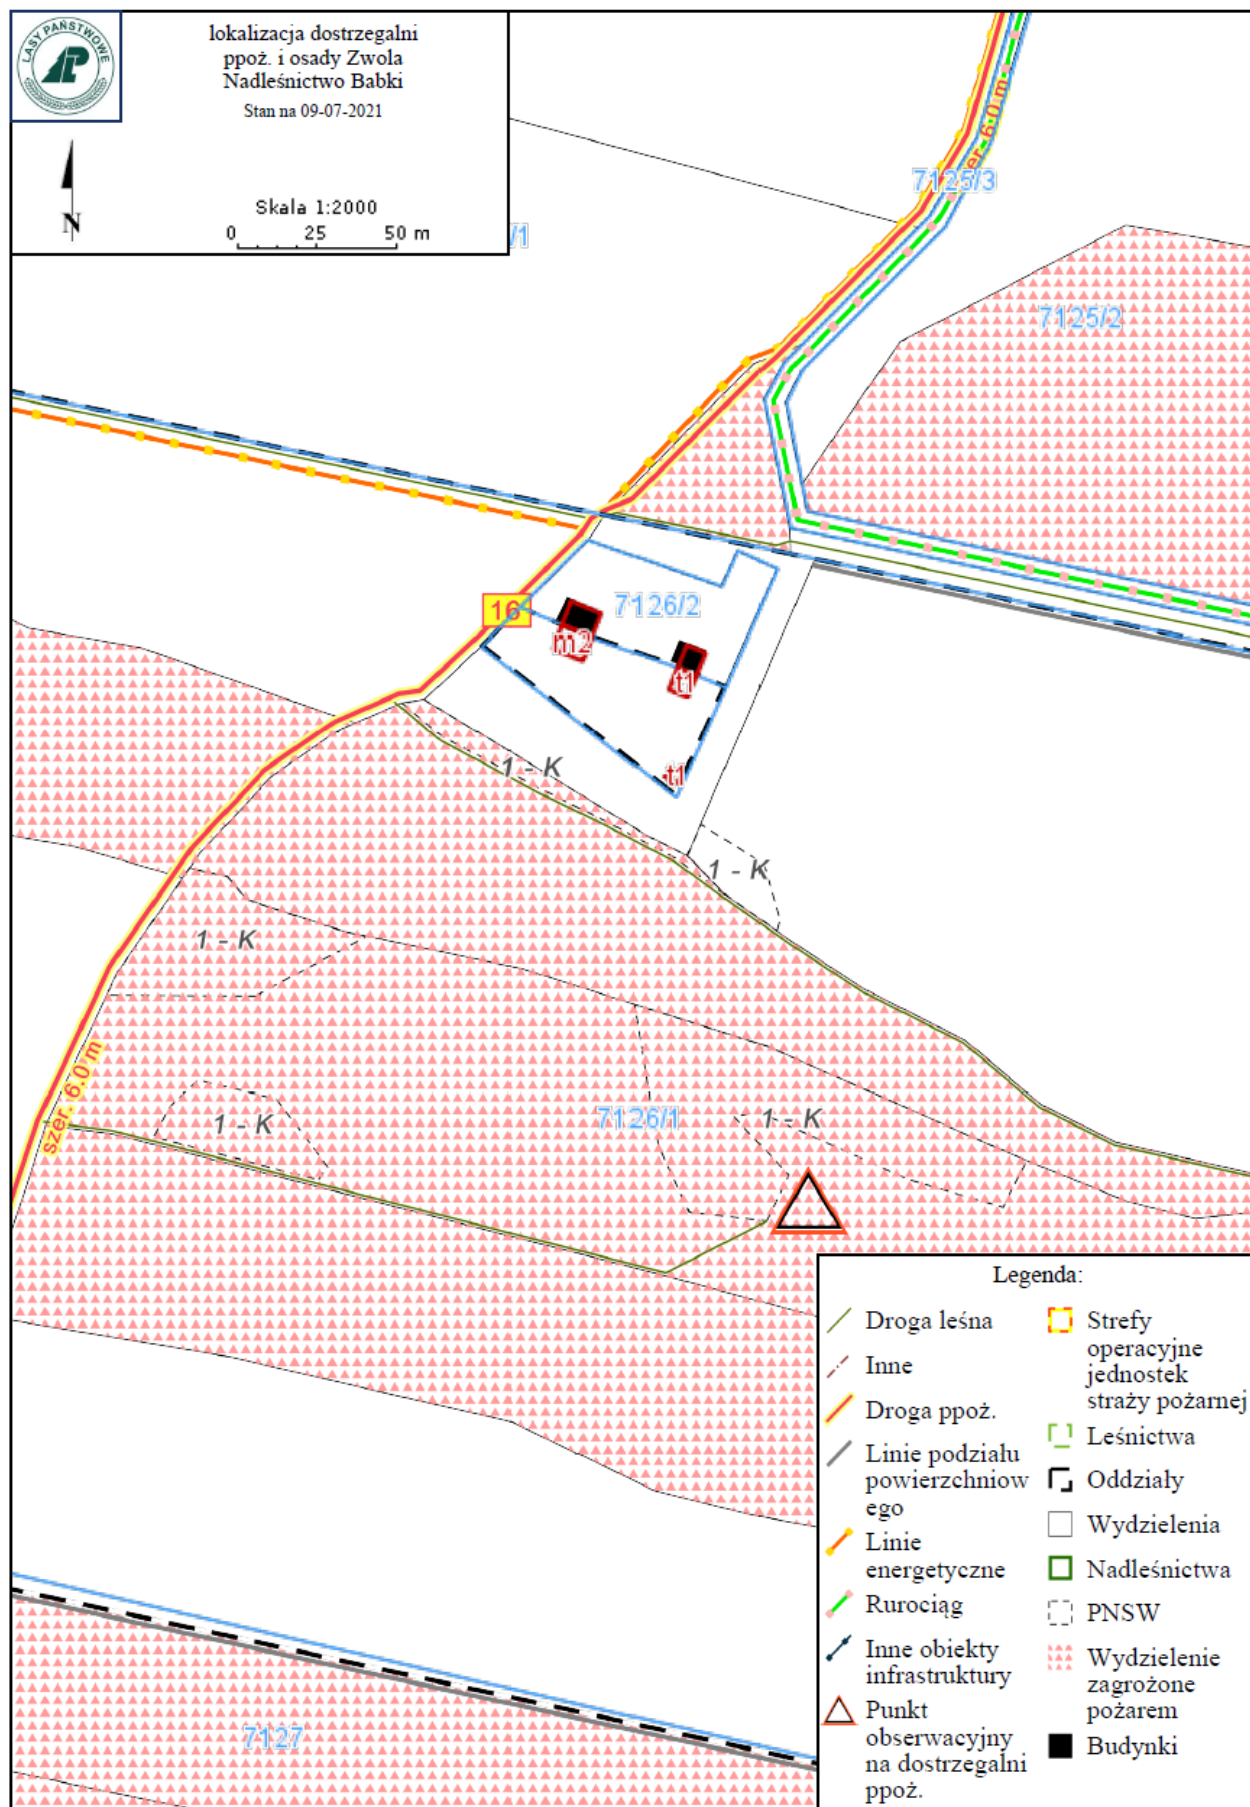 LASY PAŃSTWOWE
lokalizacja dostrzegalni
ppoż. i osady Zwola
Nadleśnictwo Babki
Stan na 09-07-2021
N
Skala 1:2000
0 25 50 m
/1
er. 6.0 m
7125/3
7125/2
16
7126/2
m2
t1
t1
1 - K
1 - K
1 - K
szer. 6.0 m
1 - K
7126/1
1 - K
7127
Legenda:
Droga leśna
Inne
Droga ppoż.
Linie podziału
powierzchniow
ego
Linie
energetyczne
Rurociąg
Inne obiekty
infrastruktury
Punkt
obserwacyjny
na dostrzegalni
ppoż.
Strefy
operacyjne
jednostek
straży pożarnej
Leśnictwa
Oddziały
Wydzielenia
Nadleśnictwa
PNSW
Wydzielenie
zagrożone
pożarem
Budynki